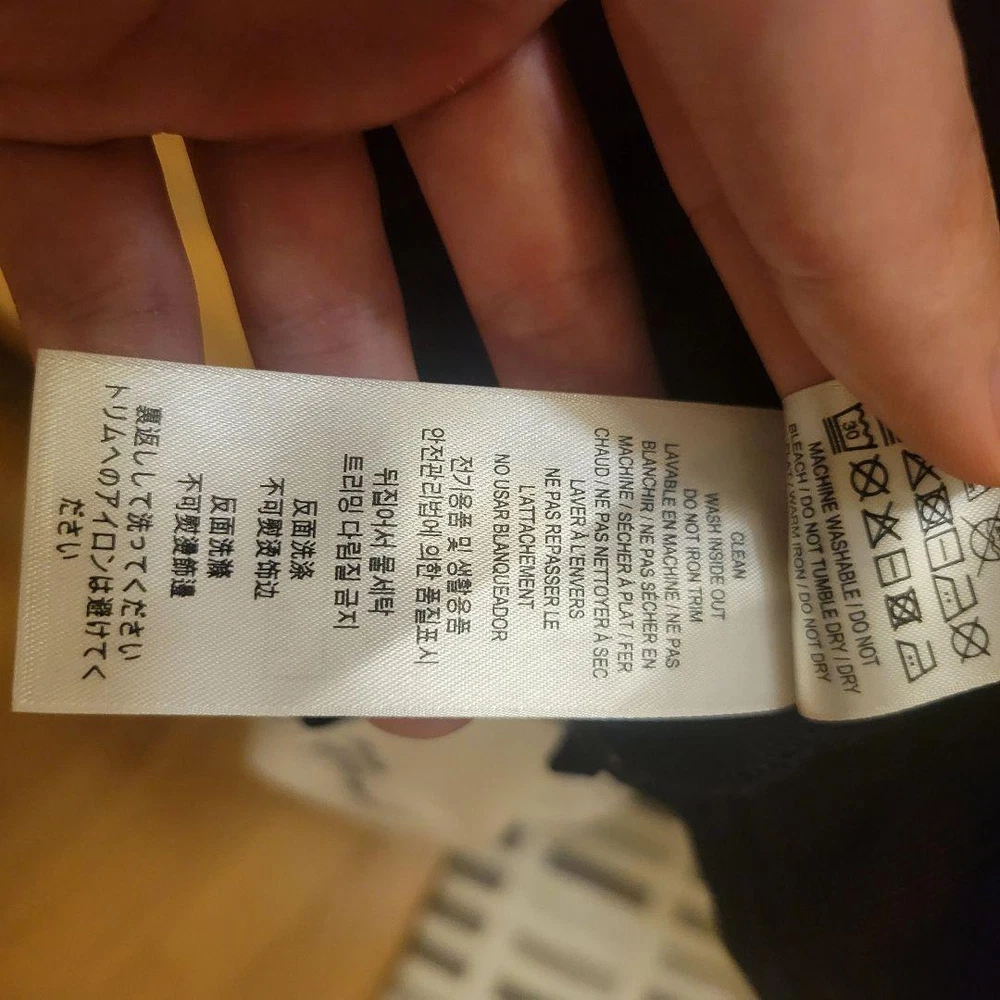 30
MACHINE WASHABLE / DO NOT
BLEACH / DO NOT TUMBLE DRY / DRY
FLAT / WARM IRON / DO NOT DRY
CLEAN
WASH INSIDE OUT
DO NOT IRON TRIM
LAVABLE EN MACHINE / NE PAS
BLANCHIR / NE PAS SÉCHER EN
MACHINE / SÉCHER À PLAT / FER
CHAUD / NE PAS NETTOYER À SEC
LAVER À L'ENVERS
NE PAS REPASSER LE
L'ATTACHEMENT
NO USAR BLANQUEADOR
전기용품 및 생활용품
안전관리법에 의한 품질표시
뒤집어서 물세탁
트리밍 다림질 금지
反面洗涤
不可熨烫饰边
反面洗滌
不可熨燙飾邊
裏返しして洗ってください
トリムへのアイロンは避けてく
ださい